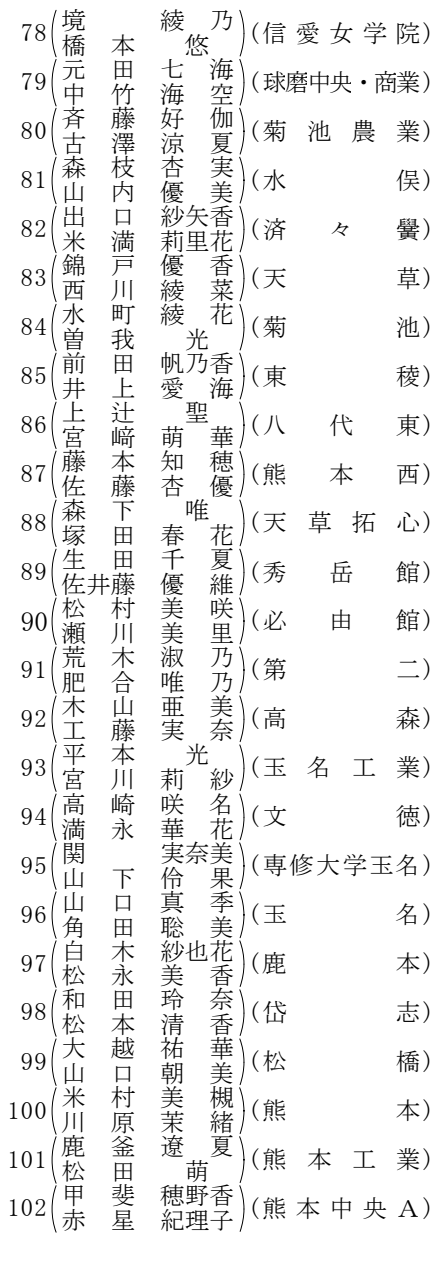 78(境 綾乃
橋本 悠)(信愛女学院)
79(元田七海
中竹海空)(球磨中央・商業)
80(斉藤好伽
古澤涼夏)(菊池農業)
81(森枝杏実
山内優美)(水俣)
82(出口紗矢香
米満莉里花)(済々黌)
83(錦戸優香
西川綾菜)(天草)
84(水町綾花
曽我 光)(菊池)
85(前田帆乃香
井上愛海)(東稜)
86(上辻 聖
宮﨑萌華)(八代東)
87(藤本知穂
佐藤杏優)(熊本西)
88(森下 唯
塚田春花)(天草拓心)
89(生田千夏
佐井藤優維)(秀岳館)
90(松村美咲
瀬川美里)(必由館)
91(荒木淑乃
肥合唯乃)(第二)
92(木山亜美
工藤実奈)(高森)
93(平本 光
宮川莉紗)(玉名工業)
94(高崎咲名
満永華花)(文徳)
95(関 実奈美
山下伶果)(専修大学玉名)
96(山口真季
角田聡美)(玉名)
97(白木紗也花
松永美香)(鹿本)
98(和田玲奈
松本清香)(岱志)
99(大越祐華
山口朝美)(松橋)
100(米村美槻
川原茉緒)(熊本)
101(鹿釜遼夏
松田 萌)(熊本工業)
102(甲斐穂野香
赤星紀理子)(熊本中央A)